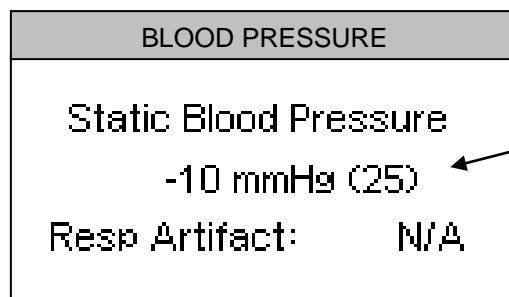 BLOOD PRESSURE
Static Blood Pressure
-10 mmHg (25)
Resp Artifact: N/A